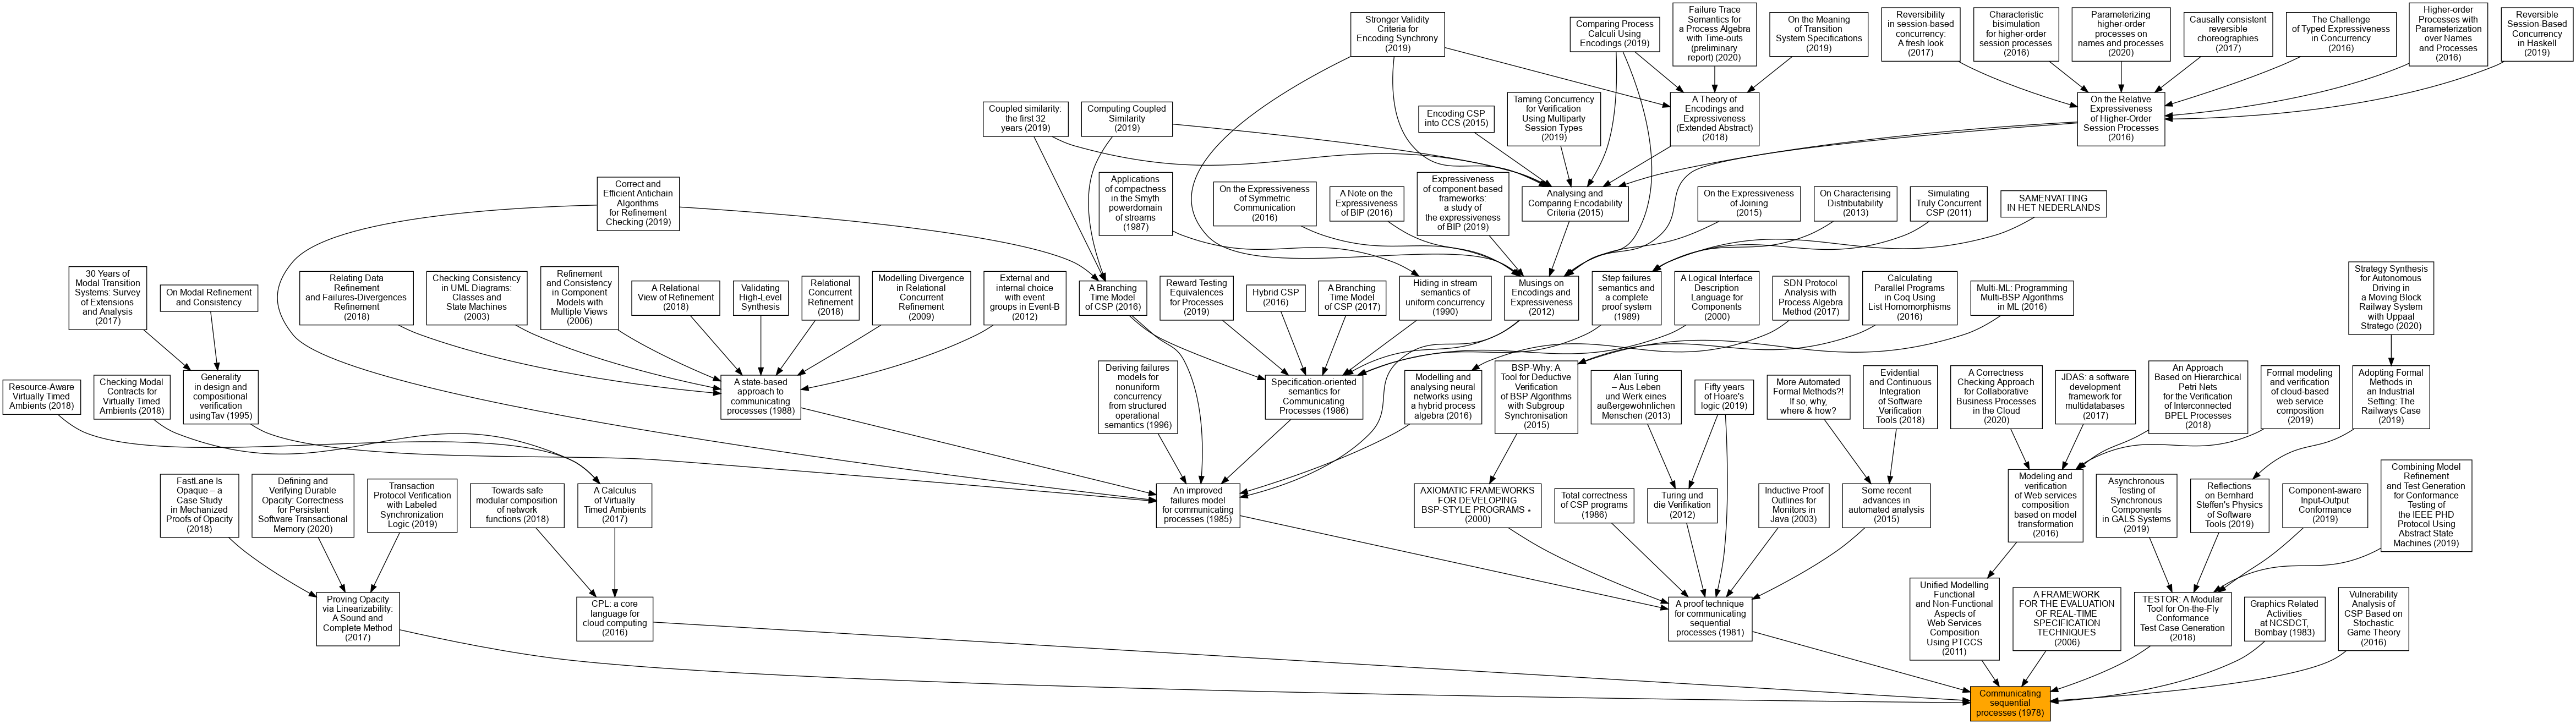 Stronger Validity
Criteria for
Encoding Synchrony
(2019)
Comparing Process
Calculi Using
Encodings (2019)
Failure Trace
Semantics for
a Process Algebra
with Time-outs
(preliminary
report) (2020)
On the Meaning
of Transition
System Specifications
(2019)
Reversibility
in session-based
concurrency:
A fresh look
(2017)
Characteristic
bisimulation
for higher-order
session processes
(2016)
Parameterizing
higher-order
processes on
names and processes
(2020)
Causally consistent
reversible
choreographies
(2017)
The Challenge
of Typed Expressiveness
in Concurrency
(2016)
Higher-order
Processes with
Parameterization
over Names
and Processes
(2016)
Reversible
Session-Based
Concurrency
in Haskell
(2019)
Coupled similarity:
the first 32
years (2019)
Computing Coupled
Similarity
(2019)
Encoding CSP
into CCS (2015)
Taming Concurrency
for Verification
Using Multiparty
Session Types
(2019)
A Theory of
Encodings and
Expressiveness
(Extended Abstract)
(2018)
On the Relative
Expressiveness
of Higher-Order
Session Processes
(2016)
Correct and
Efficient Antichain
Algorithms
for Refinement
Checking (2019)
Applications
of compactness
in the Smyth
powerdomain
of streams
(1987)
On the Expressiveness
of Symmetric
Communication
(2016)
A Note on the
Expressiveness
of BIP (2016)
Expressiveness
of component-based
frameworks:
a study of
the expressiveness
of BIP (2019)
Analysing and
Comparing Encodability
Criteria (2015)
On the Expressiveness
of Joining
(2015)
On Characterising
Distributability
(2013)
Simulating
Truly Concurrent
CSP (2011)
SAMENVATTING
IN HET NEDERLANDS
30 Years of
Modal Transition
Systems: Survey
of Extensions
and Analysis
(2017)
On Modal Refinement
and Consistency
Relating Data
Refinement
and Failures-Divergences
Refinement
(2018)
Checking Consistency
in UML Diagrams:
Classes and
State Machines
(2003)
Refinement
and Consistency
in Component
Models with
Multiple Views
(2006)
A Relational
View of Refinement
(2018)
Validating
High-Level
Synthesis
Relational
Concurrent
Refinement
(2018)
Modelling Divergence
in Relational
Concurrent
Refinement
(2009)
External and
internal choice
with event
groups in Event-B
(2012)
A Branching
Time Model
of CSP (2016)
Reward Testing
Equivalences
for Processes
(2019)
Hybrid CSP
(2016)
A Branching
Time Model
of CSP (2017)
Hiding in stream
semantics of
uniform concurrency
(1990)
Musings on
Encodings and
Expressiveness
(2012)
Step failures
semantics and
a complete
proof system
(1989)
A Logical Interface
Description
Language for
Components
(2000)
SDN Protocol
Analysis with
Process Algebra
Method (2017)
Calculating
Parallel Programs
in Coq Using
List Homomorphisms
(2016)
Multi-ML: Programming
Multi-BSP Algorithms
in ML (2016)
Strategy Synthesis
for Autonomous
Driving in
a Moving Block
Railway System
with Uppaal
Stratego (2020)
Resource-Aware
Virtually Timed
Ambients (2018)
Checking Modal
Contracts for
Virtually Timed
Ambients (2018)
Generality
in design and
compositional
verification
usingTav (1995)
A state-based
approach to
communicating
processes (1988)
Deriving failures
models for
nonuniform
concurrency
from structured
operational
semantics (1996)
Specification-oriented
semantics for
Communicating
Processes (1986)
Modelling and
analysing neural
networks using
a hybrid process
algebra (2016)
BSP-Why: A
Tool for Deductive
Verification
of BSP Algorithms
with Subgroup
Synchronisation
(2015)
Alan Turing
– Aus Leben
und Werk eines
außergewöhnlichen
Menschen (2013)
Fifty years
of Hoare's
logic (2019)
More Automated
Formal Methods?!
If so, why,
where & how?
Evidential
and Continuous
Integration
of Software
Verification
Tools (2018)
A Correctness
Checking Approach
for Collaborative
Business Processes
in the Cloud
(2020)
JDAS: a software
development
framework for
multidatabases
(2017)
An Approach
Based on Hierarchical
Petri Nets
for the Verification
of Interconnected
BPEL Processes
(2018)
Formal modeling
and verification
of cloud-based
web service
composition
(2019)
Adopting Formal
Methods in
an Industrial
Setting: The
Railways Case
(2019)
FastLane Is
Opaque – a
Case Study
in Mechanized
Proofs of Opacity
(2018)
Defining and
Verifying Durable
Opacity: Correctness
for Persistent
Software Transactional
Memory (2020)
Transaction
Protocol Verification
with Labeled
Synchronization
Logic (2019)
Towards safe
modular composition
of network
functions (2018)
A Calculus
of Virtually
Timed Ambients
(2017)
An improved
failures model
for communicating
processes (1985)
AXIOMATIC FRAMEWORKS
FOR DEVELOPING
BSP-STYLE PROGRAMS ∗
(2000)
Total correctness
of CSP programs
(1986)
Turing und
die Verifikation
(2012)
Inductive Proof
Outlines for
Monitors in
Java (2003)
Some recent
advances in
automated analysis
(2015)
Modeling and
verification
of Web services
composition
based on model
transformation
(2016)
Asynchronous
Testing of
Synchronous
Components
in GALS Systems
(2019)
Reflections
on Bernhard
Steffen's Physics
of Software
Tools (2019)
Component-aware
Input-Output
Conformance
(2019)
Combining Model
Refinement
and Test Generation
for Conformance
Testing of
the IEEE PHD
Protocol Using
Abstract State
Machines (2019)
Proving Opacity
via Linearizability:
A Sound and
Complete Method
(2017)
CPL: a core
language for
cloud computing
(2016)
A proof technique
for communicating
sequential
processes (1981)
Unified Modelling
Functional
and Non-Functional
Aspects of
Web Services
Composition
Using PTCCS
(2011)
A FRAMEWORK
FOR THE EVALUATION
OF REAL-TIME
SPECIFICATION
TECHNIQUES
(2006)
TESTOR: A Modular
Tool for On-the-Fly
Conformance
Test Case Generation
(2018)
Graphics Related
Activities
at NCSDCT,
Bombay (1983)
Vulnerability
Analysis of
CSP Based on
Stochastic
Game Theory
(2016)
Communicating
sequential
processes (1978)